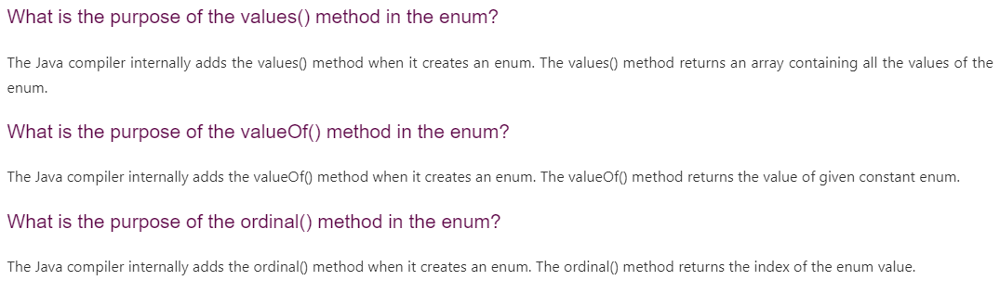 What is the purpose of the values() method in the enum?
The Java compiler internally adds the values() method when it creates an enum. The values() method returns an array containing all the values of the
enum.
What is the purpose of the valueOf() method in the enum?
The Java compiler internally adds the valueOf() method when it creates an enum. The valueOf() method returns the value of given constant enum.
What is the purpose of the ordinal() method in the enum?
The Java compiler internally adds the ordinal() method when it creates an enum. The ordinal() method returns the index of the enum value.